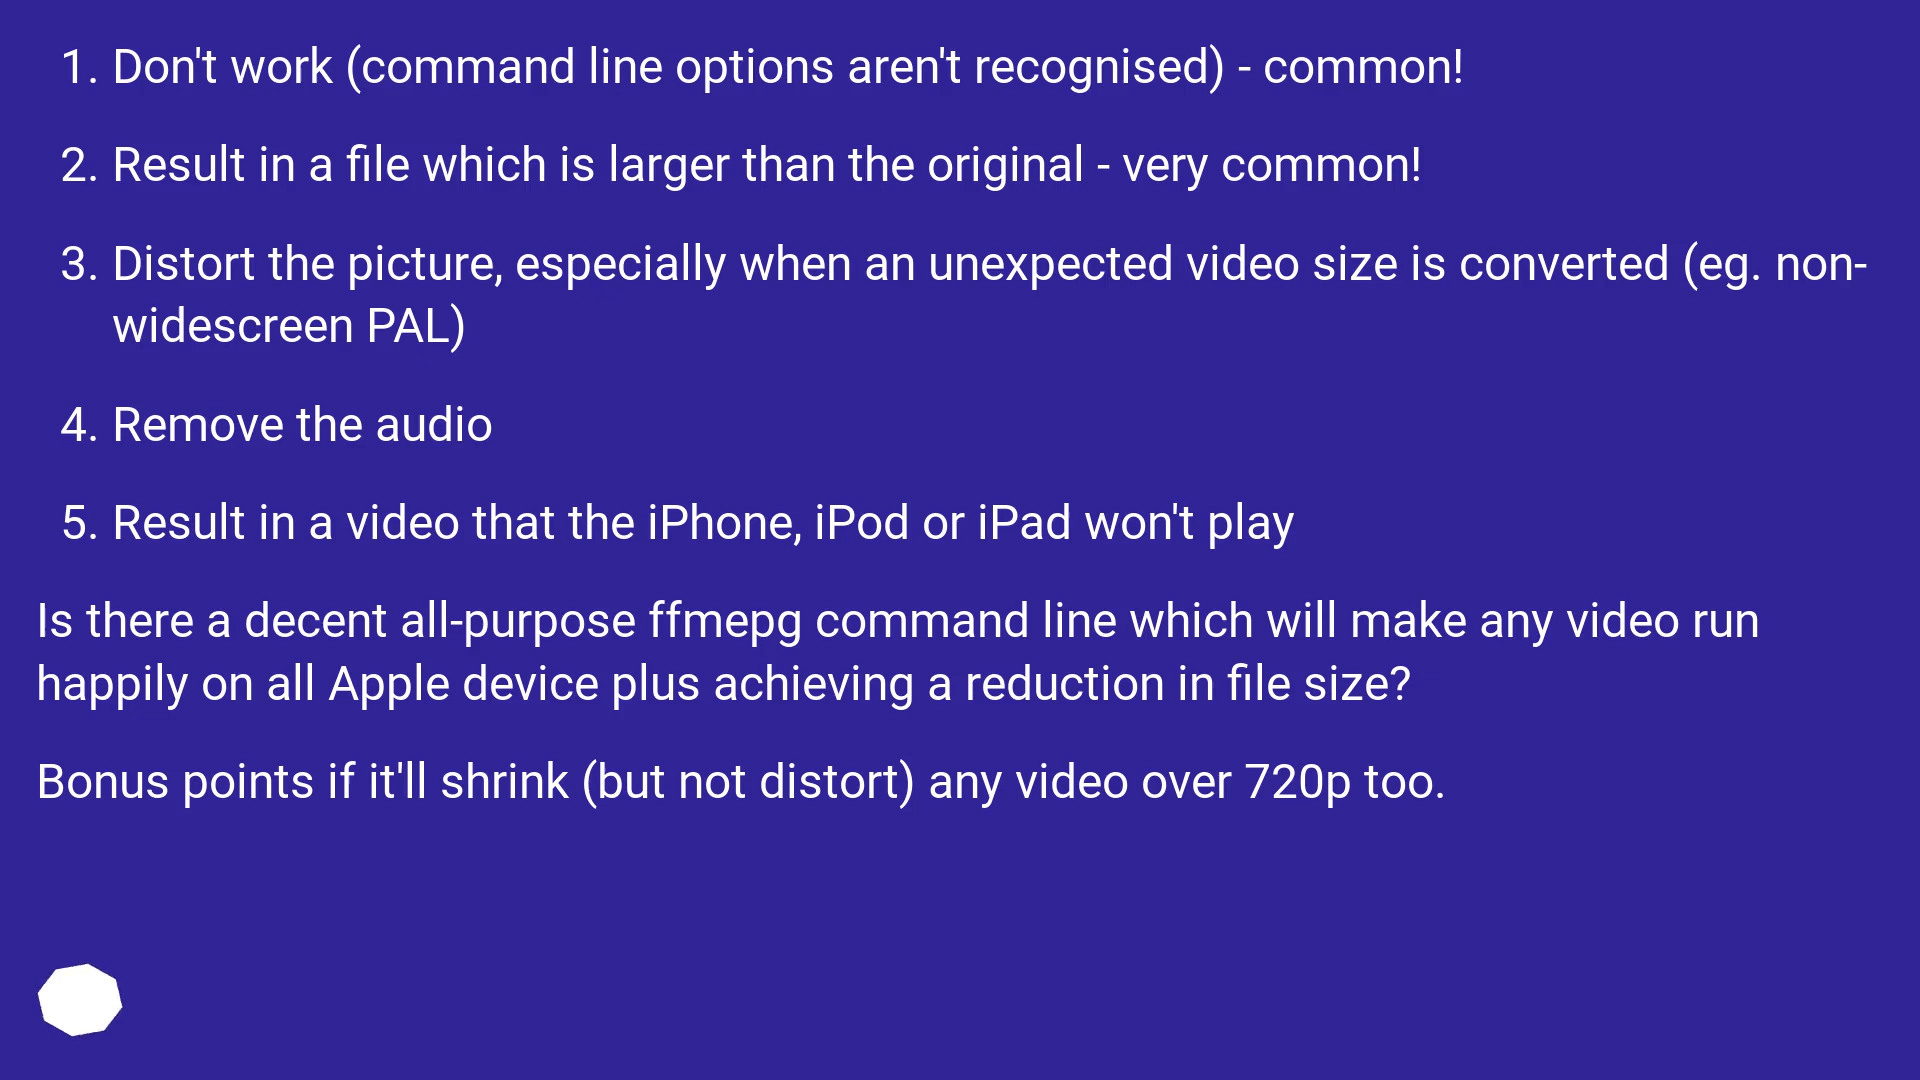 1. Don't work (command line options aren't recognised) - common!
2. Result in a file which is larger than the original - very common!
3. Distort the picture, especially when an unexpected video size is converted (eg. non-
widescreen PAL)
4. Remove the audio
5. Result in a video that the iPhone, iPod or iPad won't play
Is there a decent all-purpose ffmepg command line which will make any video run
happily on all Apple device plus achieving a reduction in file size?
Bonus points if it'll shrink (but not distort) any video over 720p too.